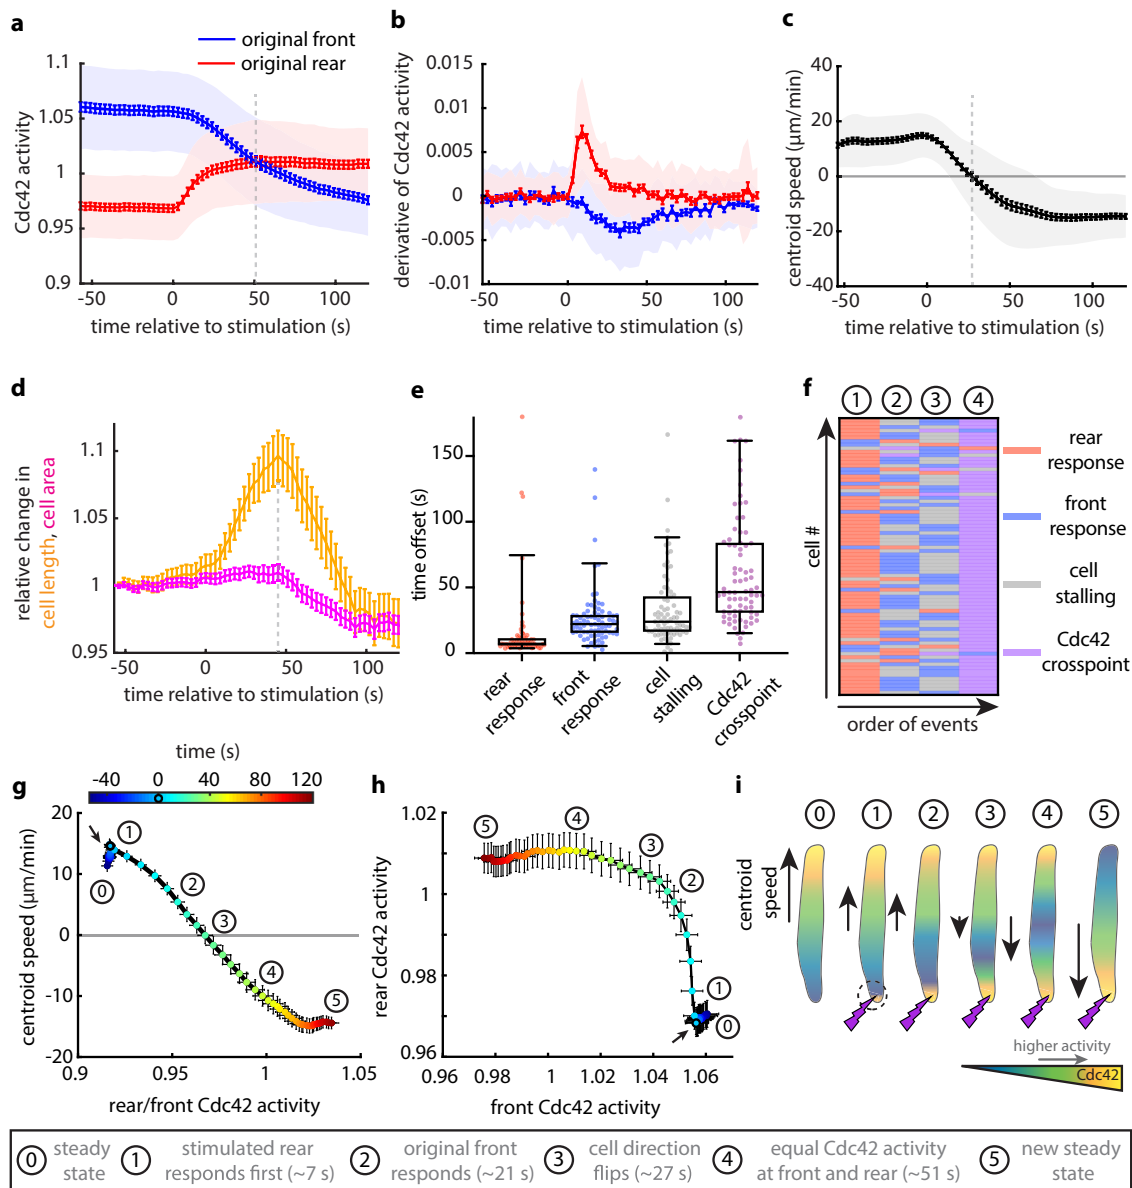 a
original front
original rear
1.1
1.05
1
0.95
0.9
Cdc42 activity
-50
0
50
100
time relative to stimulation (s)
b
0.015
0.01
0.005
0
-0.005
-0.01
derivative of Cdc42 activity
-50
0
50
100
time relative to stimulation (s)
c
40
20
0
-20
-40
centroid speed (µm/min)
-50
0
50
100
time relative to stimulation (s)
d
1.1
1.05
1
0.95
relative change in
cell length, cell area
-50
0
50
100
time relative to stimulation (s)
e
150
100
50
0
time offset (s)
rear
response
front
response
cell
stalling
Cdc42
crosspoint
f
1
2
3
4
cell #
order of events
rear
response
front
response
cell
stalling
Cdc42
crosspoint
time (s)
-40
0
40
80
120
g
20
10
0
-10
-20
centroid speed (µm/min)
0
1
2
3
4
5
0.9
0.95
1
1.05
rear/front Cdc42 activity
h
1.02
1
0.98
0.96
rear Cdc42 activity
5
4
3
2
1
0
0.96
0.98
1
1.02
1.04
1.06
front Cdc42 activity
i
0
1
2
3
4
5
centroid
speed
higher activity
Cdc42
0 steady
state
1 stimulated rear
responds first (~7 s)
2 original front
responds (~21 s)
3 cell direction
flips (~27 s)
4 equal Cdc42 activity
at front and rear (~51 s)
5 new steady
state